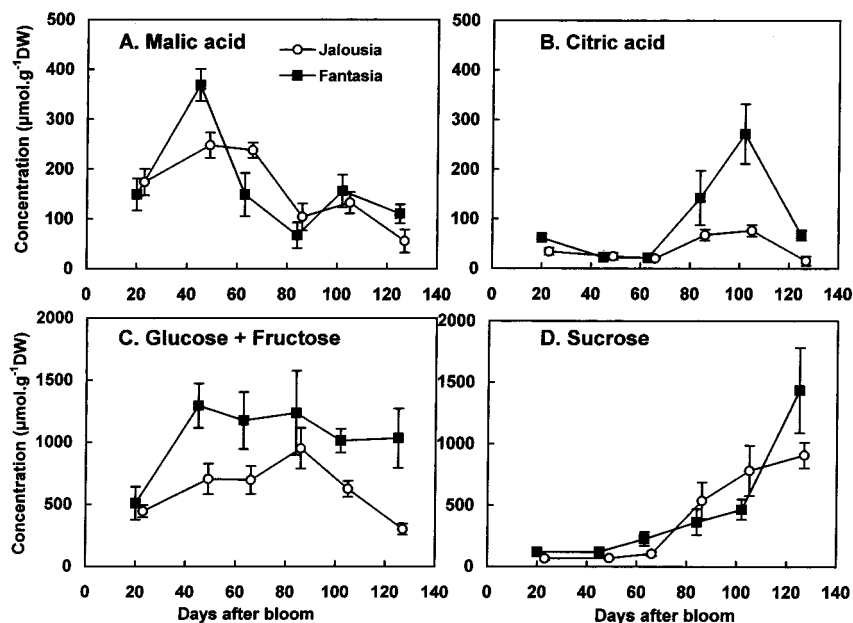 A. Malic acid
Jalousia
Fantasia
Concentration (µmol.g⁻¹DW)
500
400
300
200
100
0
0 20 40 60 80 100 120 140
B. Citric acid
500
400
300
200
100
0
0 20 40 60 80 100 120 140
C. Glucose + Fructose
Concentration (µmol.g⁻¹DW)
2000
1500
1000
500
0
0 20 40 60 80 100 120 140
Days after bloom
D. Sucrose
2000
1500
1000
500
0
0 20 40 60 80 100 120 140
Days after bloom